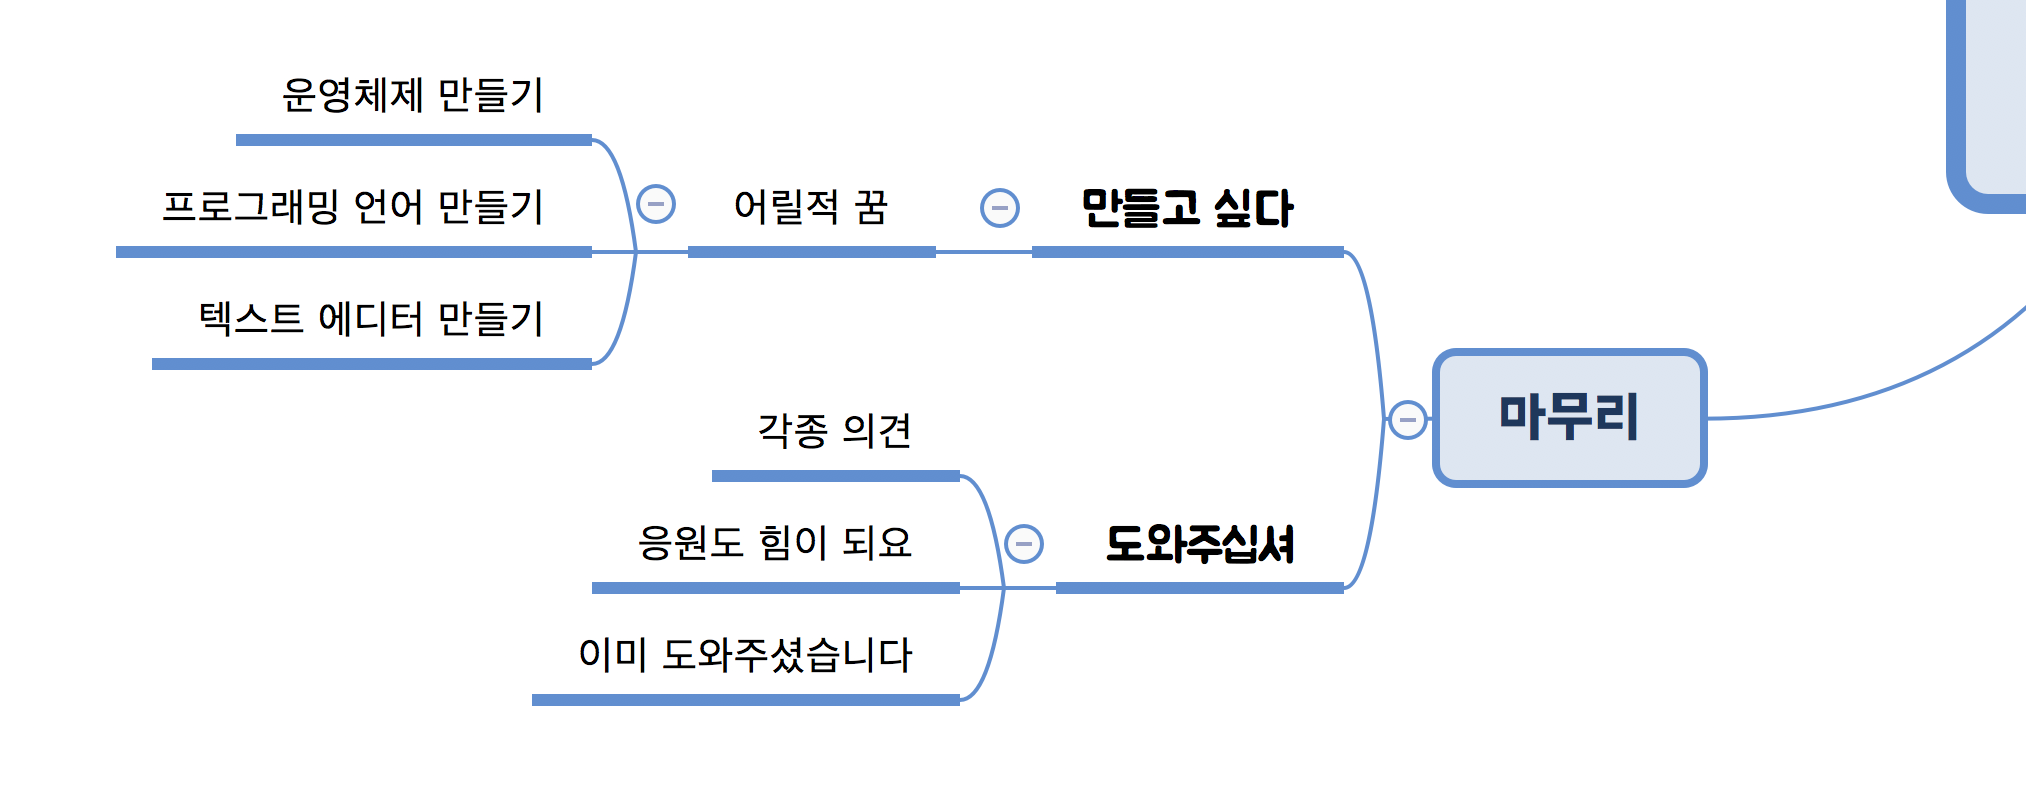 운영체제 만들기
프로그래밍 언어 만들기
어릴적 꿈
만들고 싶다
텍스트 에디터 만들기
마무리
각종 의견
응원도 힘이 되요
도와주십셔
이미 도와주셨습니다